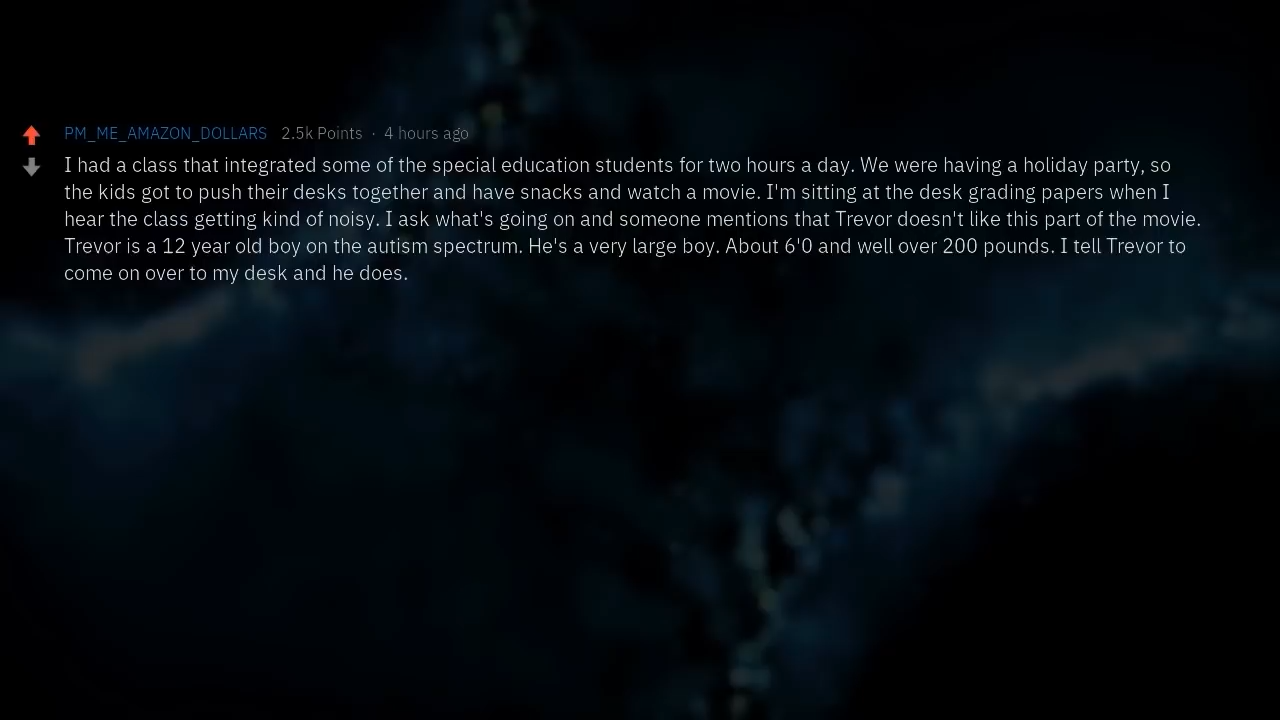 PM_ME_AMAZON_DOLLARS 2.5k Points · 4 hours ago
I had a class that integrated some of the special education students for two hours a day. We were having a holiday party, so
the kids got to push their desks together and have snacks and watch a movie. I'm sitting at the desk grading papers when I
hear the class getting kind of noisy. I ask what's going on and someone mentions that Trevor doesn't like this part of the movie.
Trevor is a 12 year old boy on the autism spectrum. He's a very large boy. About 6'0 and well over 200 pounds. I tell Trevor to
come on over to my desk and he does.